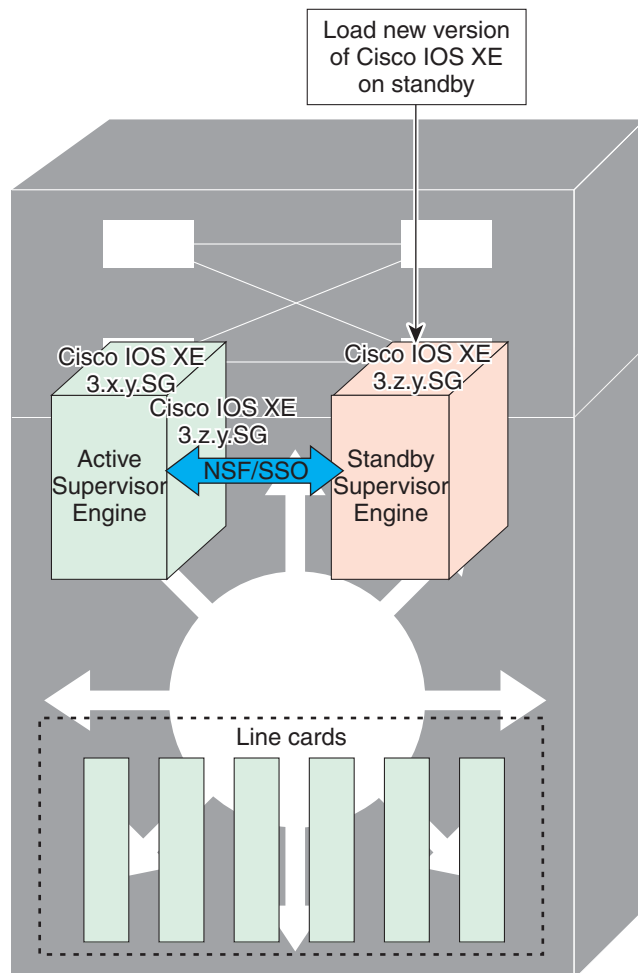 Load new version
of Cisco IOS XE
on standby
Cisco IOS XE
3.x.y.SG
Cisco IOS XE
3.z.y.SG
Cisco IOS XE
3.z.y.SG
Active
Supervisor
Engine
NSF/SSO
Standby
Supervisor
Engine
Line cards